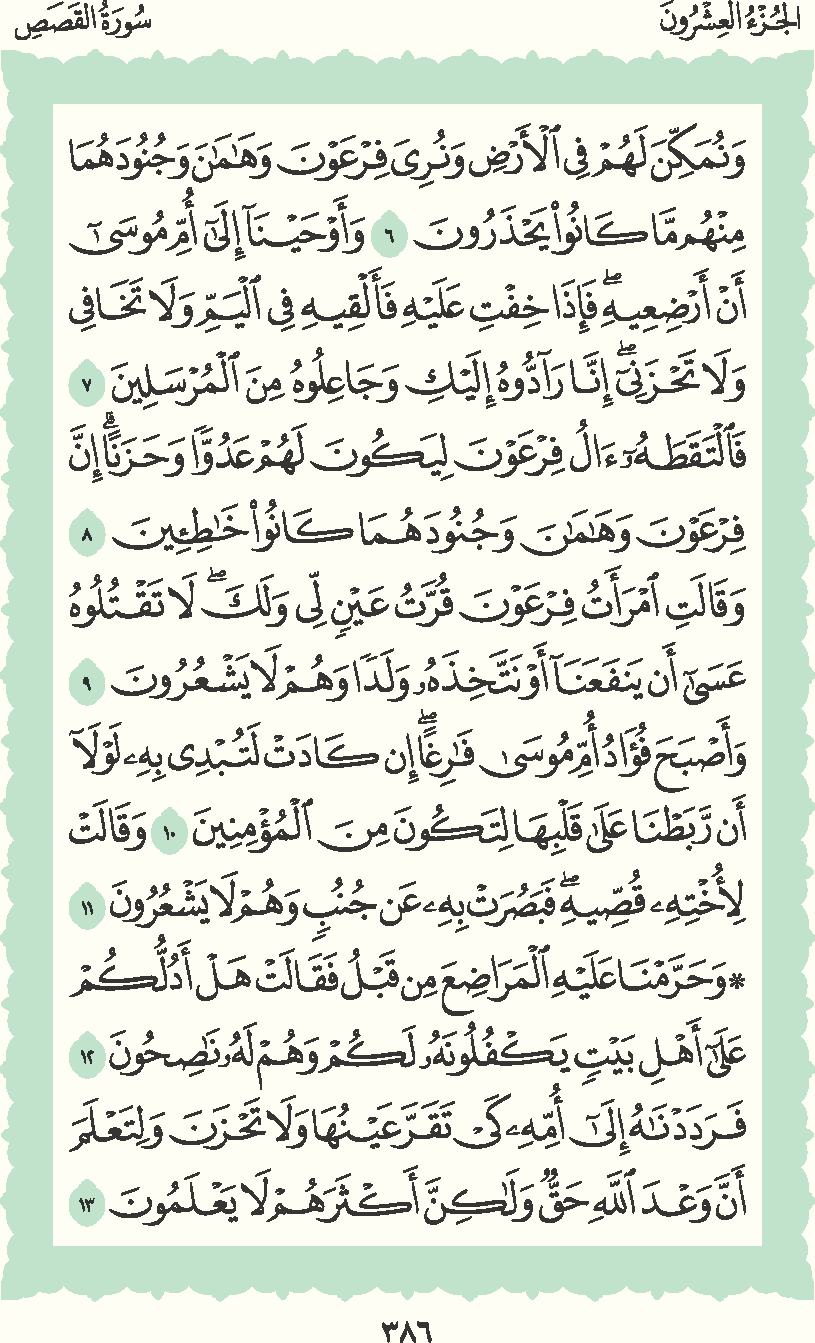 الجُزْءُ العِشْرُونَ
سُورَةُ القَصَصِ
وَنُمَكِّنَ لَهُمْ فِي ٱلْأَرْضِ وَنُرِيَ فِرْعَوْنَ وَهَٰمَٰنَ وَجُنُودَهُمَا
مِنْهُم مَّا كَانُوا۟ يَحْذَرُونَ ٦ وَأَوْحَيْنَآ إِلَىٰٓ أُمِّ مُوسَىٰٓ
أَنْ أَرْضِعِيهِ ۖ فَإِذَا خِفْتِ عَلَيْهِ فَأَلْقِيهِ فِي ٱلْيَمِّ وَلَا تَخَافِي
وَلَا تَحْزَنِيٓ ۖ إِنَّا رَآدُّوهُ إِلَيْكِ وَجَاعِلُوهُ مِنَ ٱلْمُرْسَلِينَ ٧
فَٱلْتَقَطَهُۥٓ ءَالُ فِرْعَوْنَ لِيَكُونَ لَهُمْ عَدُوًّا وَحَزَنًا ۗ إِنَّ
فِرْعَوْنَ وَهَٰمَٰنَ وَجُنُودَهُمَا كَانُوا۟ خَٰطِـِٔينَ ٨
وَقَالَتِ ٱمْرَأَتُ فِرْعَوْنَ قُرَّتُ عَيْنٍ لِّي وَلَكَ ۖ لَا تَقْتُلُوهُ
عَسَىٰٓ أَن يَنفَعَنَآ أَوْ نَتَّخِذَهُۥ وَلَدًا وَهُمْ لَا يَشْعُرُونَ ٩
وَأَصْبَحَ فُؤَادُ أُمِّ مُوسَىٰ فَٰرِغًا ۖ إِن كَادَتْ لَتُبْدِي بِهِۦ لَوْلَآ
أَن رَّبَطْنَا عَلَىٰ قَلْبِهَا لِتَكُونَ مِنَ ٱلْمُؤْمِنِينَ ١٠ وَقَالَتْ
لِأُخْتِهِۦ قُصِّيهِ ۖ فَبَصُرَتْ بِهِۦ عَن جُنُبٍ وَهُمْ لَا يَشْعُرُونَ ١١
* وَحَرَّمْنَا عَلَيْهِ ٱلْمَرَاضِعَ مِن قَبْلُ فَقَالَتْ هَلْ أَدُلُّكُمْ
عَلَىٰٓ أَهْلِ بَيْتٍ يَكْفُلُونَهُۥ لَكُمْ وَهُمْ لَهُۥ نَٰصِحُونَ ١٢
فَرَدَدْنَٰهُ إِلَىٰٓ أُمِّهِۦ كَيْ تَقَرَّ عَيْنُهَا وَلَا تَحْزَنَ وَلِتَعْلَمَ
أَنَّ وَعْدَ ٱللَّهِ حَقٌّ وَلَٰكِنَّ أَكْثَرَهُمْ لَا يَعْلَمُونَ ١٣
٣٨٦